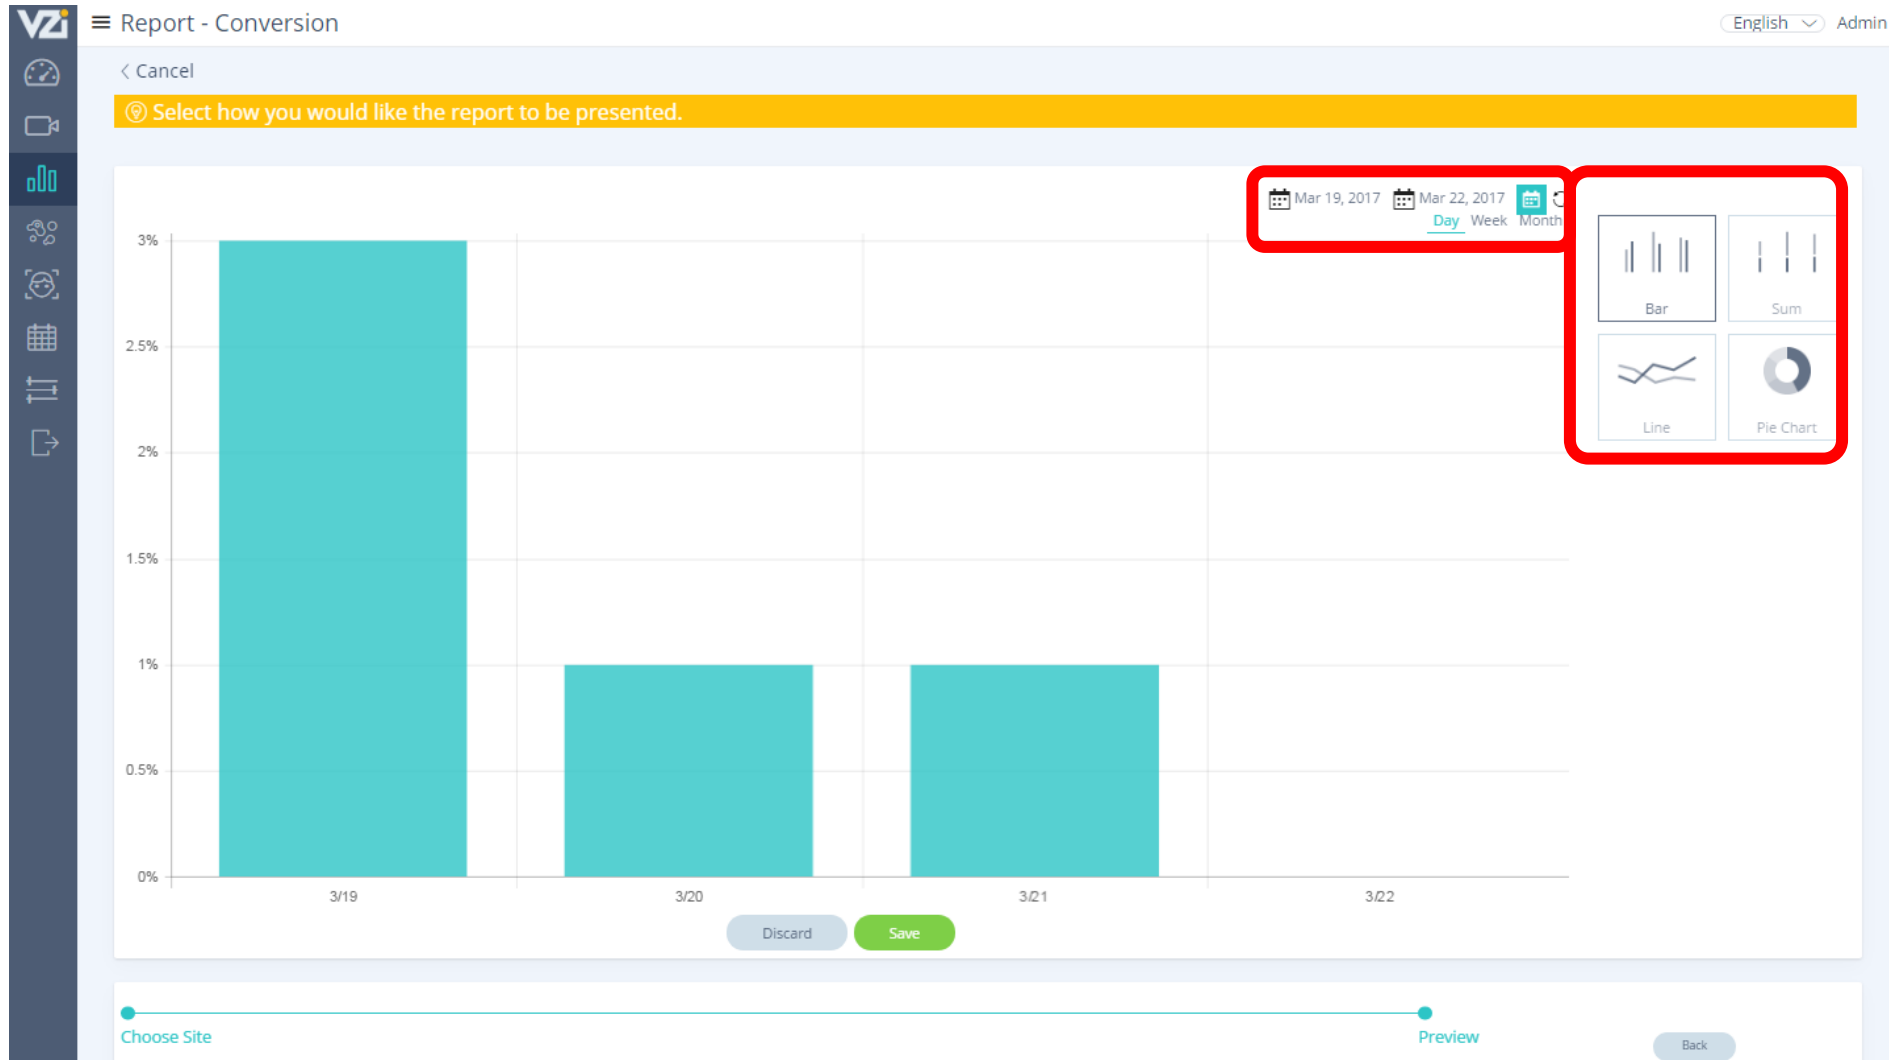 VZi
Report - Conversion
English
Admin
Cancel
Select how you would like the report to be presented.
Mar 19, 2017
Mar 22, 2017
Day Week Month
Bar
Sum
Line
Pie Chart
3%
2.5%
2%
1.5%
1%
0.5%
0%
3/19
3/20
3/21
3/22
Discard
Save
Choose Site
Preview
Back